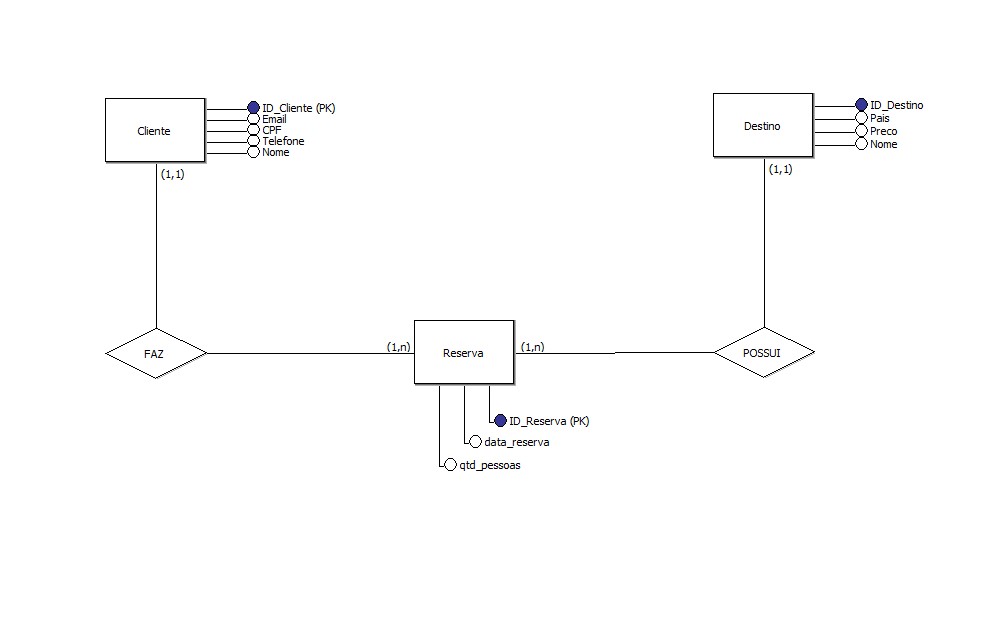 Cliente
ID_Cliente (PK)
Email
CPF
Telefone
Nome
(1,1)
Destino
ID_Destino
Pais
Preco
Nome
(1,1)
FAZ
(1,n)
Reserva
(1,n)
POSSUI
ID_Reserva (PK)
data_reserva
qtd_pessoas